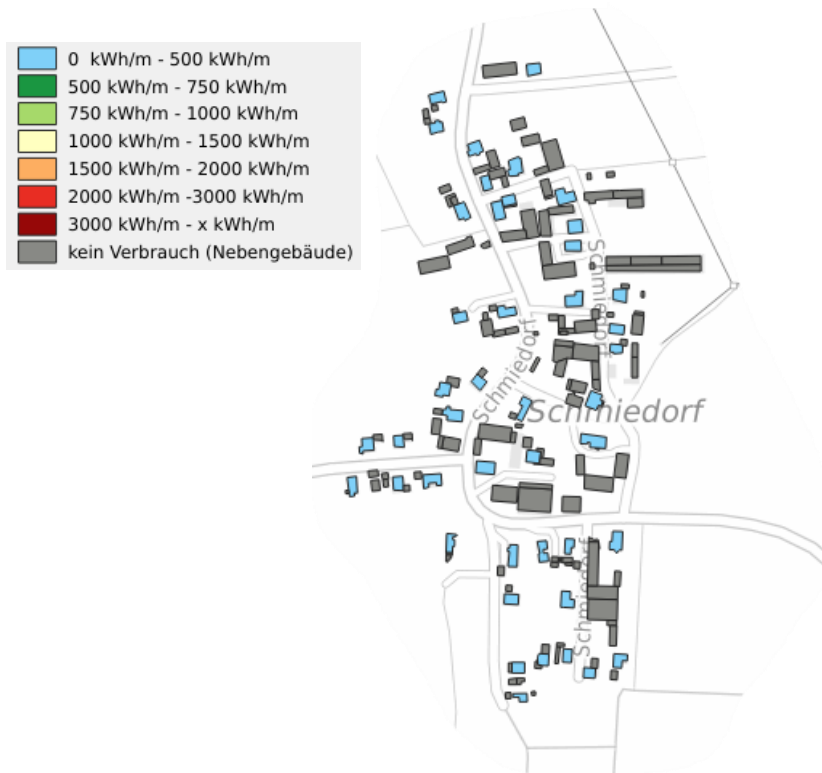 0 kWh/m - 500 kWh/m
500 kWh/m - 750 kWh/m
750 kWh/m - 1000 kWh/m
1000 kWh/m - 1500 kWh/m
1500 kWh/m - 2000 kWh/m
2000 kWh/m -3000 kWh/m
3000 kWh/m - x kWh/m
kein Verbrauch (Nebengebäude)
Schmiedorf
Schmiedorf
Schmiedorf
Schmiedorf